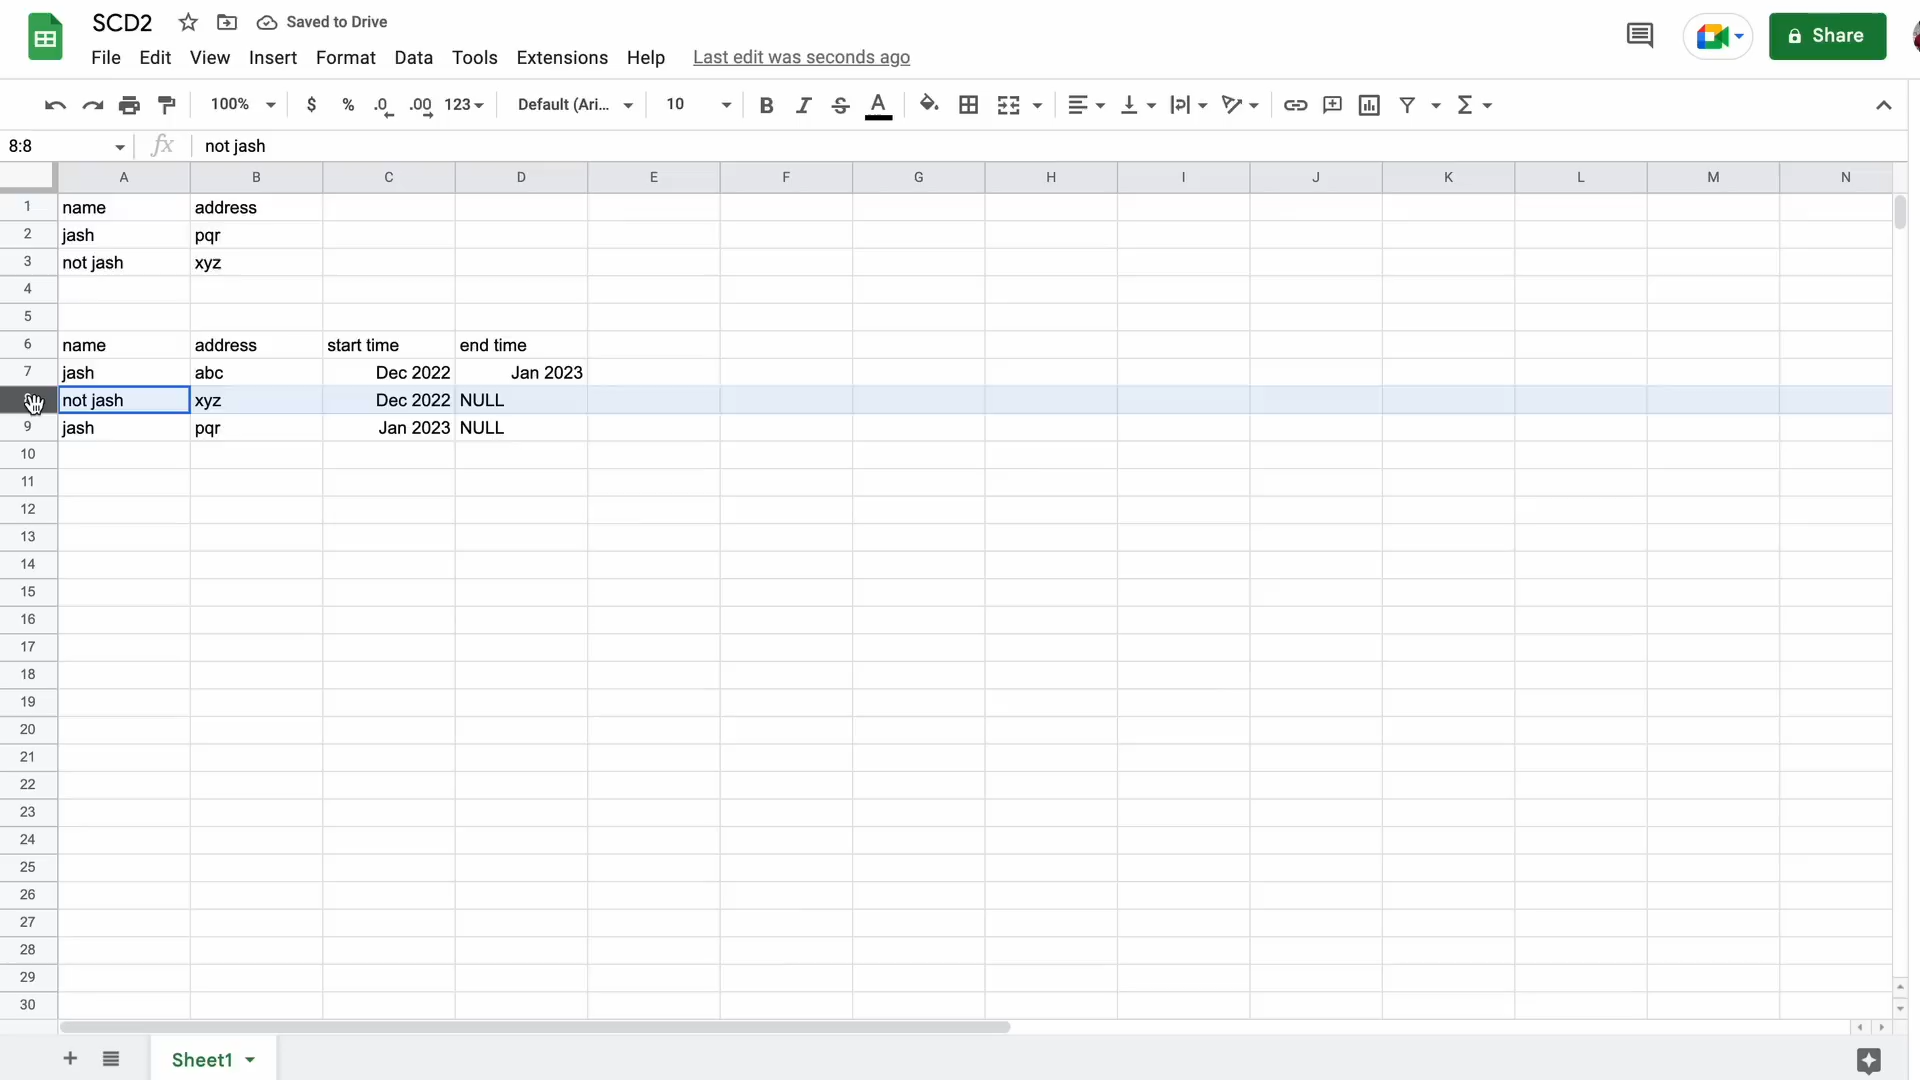 SCD2 Saved to Drive
File Edit View Insert Format Data Tools Extensions Help Last edit was seconds ago
Share
100% $ % .0 .00 123 Default (Ari... 10 B I S A
8:8 fx not jash
A B C D E F G H I J K L M N
1 name address
2 jash pqr
3 not jash xyz
4
5
6 name address start time end time
7 jash abc Dec 2022 Jan 2023
not jash xyz Dec 2022 NULL
9 jash pqr Jan 2023 NULL
10
11
12
13
14
15
16
17
18
19
20
21
22
23
24
25
26
27
28
29
30
Sheet1